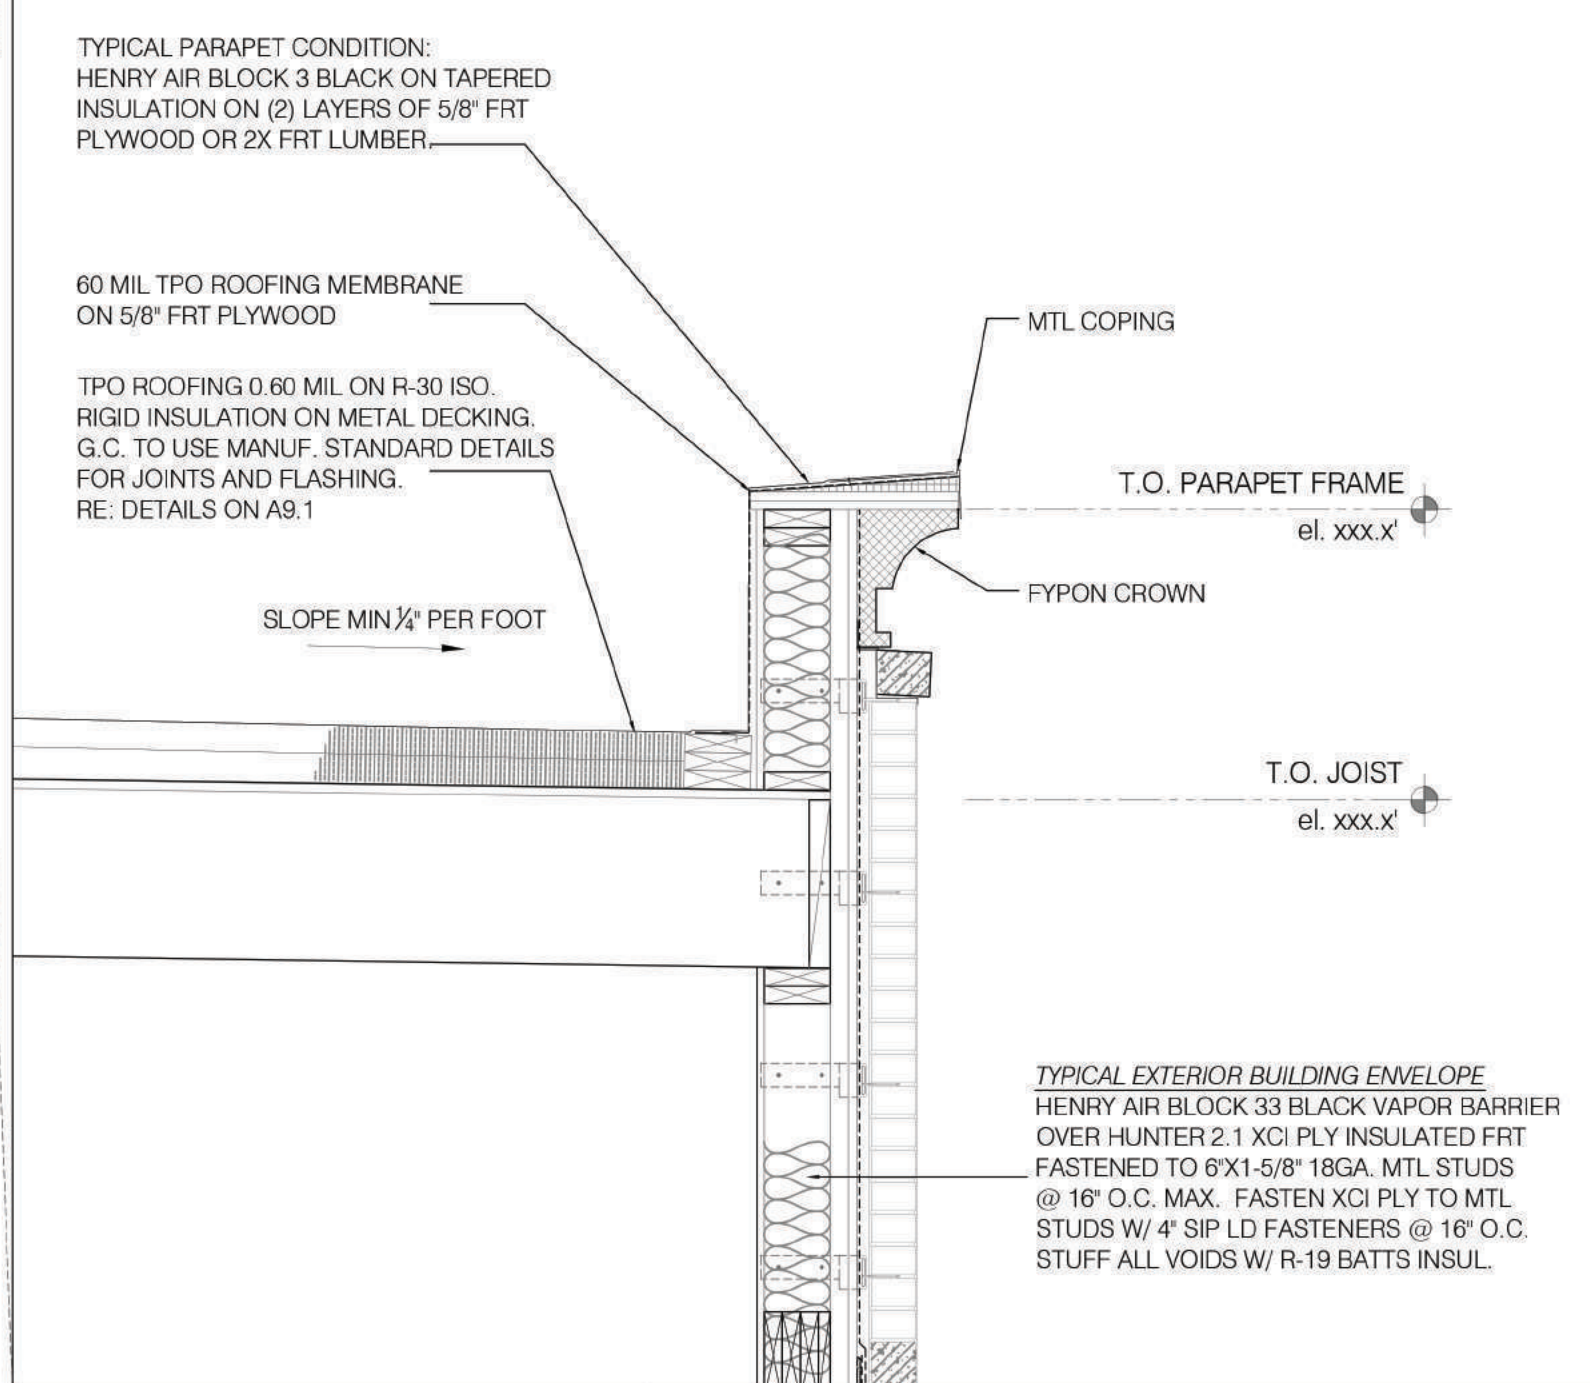 TYPICAL PARAPET CONDITION:
HENRY AIR BLOCK 3 BLACK ON TAPERED
INSULATION ON (2) LAYERS OF 5/8" FRT
PLYWOOD OR 2X FRT LUMBER.
60 MIL TPO ROOFING MEMBRANE
ON 5/8" FRT PLYWOOD
TPO ROOFING 0.60 MIL ON R-30 ISO.
RIGID INSULATION ON METAL DECKING.
G.C. TO USE MANUF. STANDARD DETAILS
FOR JOINTS AND FLASHING.
RE: DETAILS ON A9.1
SLOPE MIN ¼" PER FOOT
MTL COPING
T.O. PARAPET FRAME
el. xxx.x'
FYPON CROWN
T.O. JOIST
el. xxx.x'
TYPICAL EXTERIOR BUILDING ENVELOPE
HENRY AIR BLOCK 33 BLACK VAPOR BARRIER
OVER HUNTER 2.1 XCI PLY INSULATED FRT
FASTENED TO 6"X1-5/8" 18GA. MTL STUDS
@ 16" O.C. MAX. FASTEN XCI PLY TO MTL
STUDS W/ 4" SIP LD FASTENERS @ 16" O.C.
STUFF ALL VOIDS W/ R-19 BATTS INSUL.